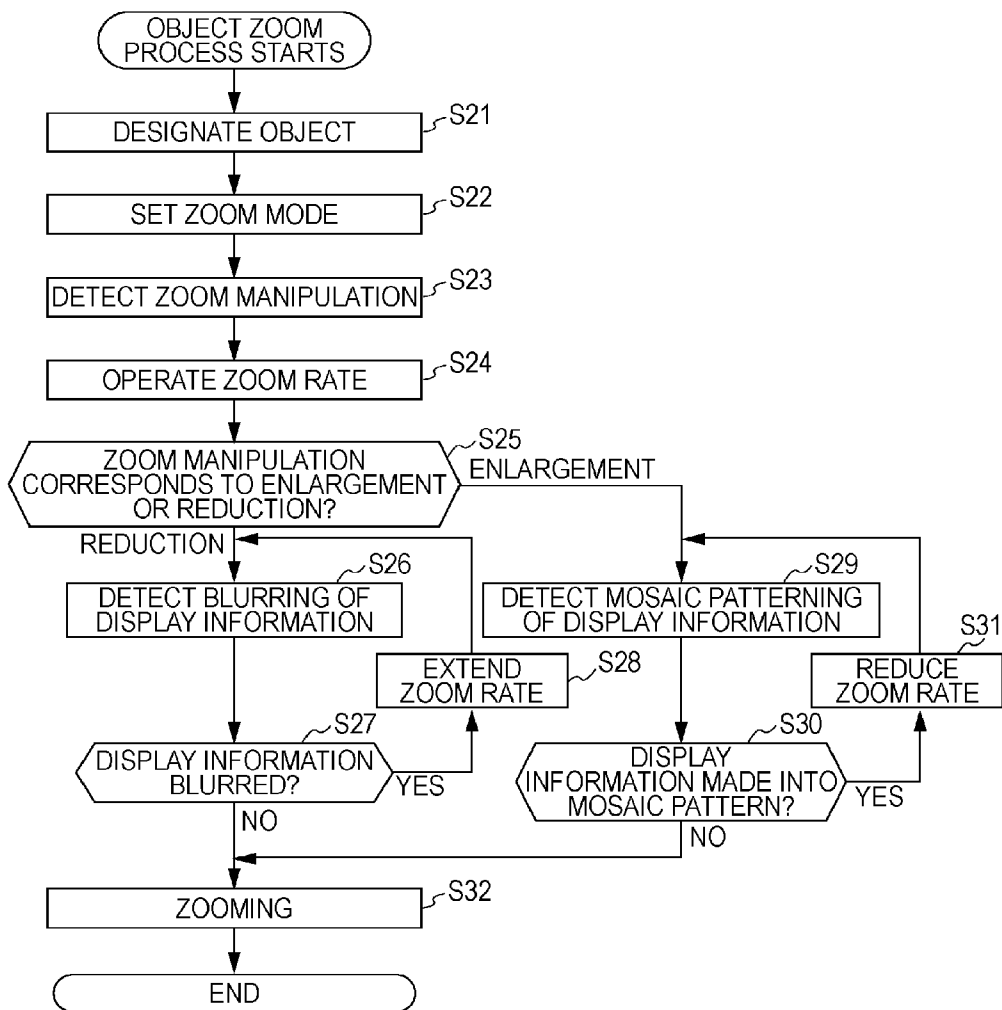 OBJECT ZOOM
PROCESS STARTS
S21
DESIGNATE OBJECT
S22
SET ZOOM MODE
S23
DETECT ZOOM MANIPULATION
S24
OPERATE ZOOM RATE
S25
ZOOM MANIPULATION
CORRESPONDS TO ENLARGEMENT
OR REDUCTION?
ENLARGEMENT
REDUCTION
S26
DETECT BLURRING OF
DISPLAY INFORMATION
S29
DETECT MOSAIC PATTERNING
OF DISPLAY INFORMATION
S28
EXTEND
ZOOM RATE
S31
REDUCE
ZOOM RATE
S27
DISPLAY INFORMATION
BLURRED?
YES
NO
S30
DISPLAY
INFORMATION MADE INTO
MOSAIC PATTERN?
YES
NO
S32
ZOOMING
END